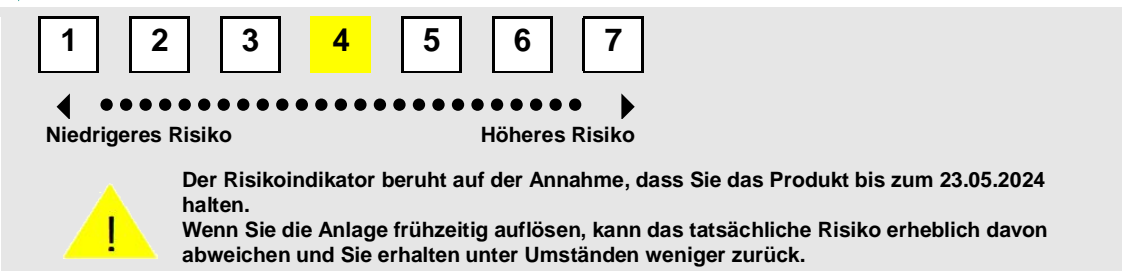 1 2 3 4 5 6 7
Niedrigeres Risiko Höheres Risiko
Der Risikoindikator beruht auf der Annahme, dass Sie das Produkt bis zum 23.05.2024
halten.
Wenn Sie die Anlage frühzeitig auflösen, kann das tatsächliche Risiko erheblich davon
abweichen und Sie erhalten unter Umständen weniger zurück.
!